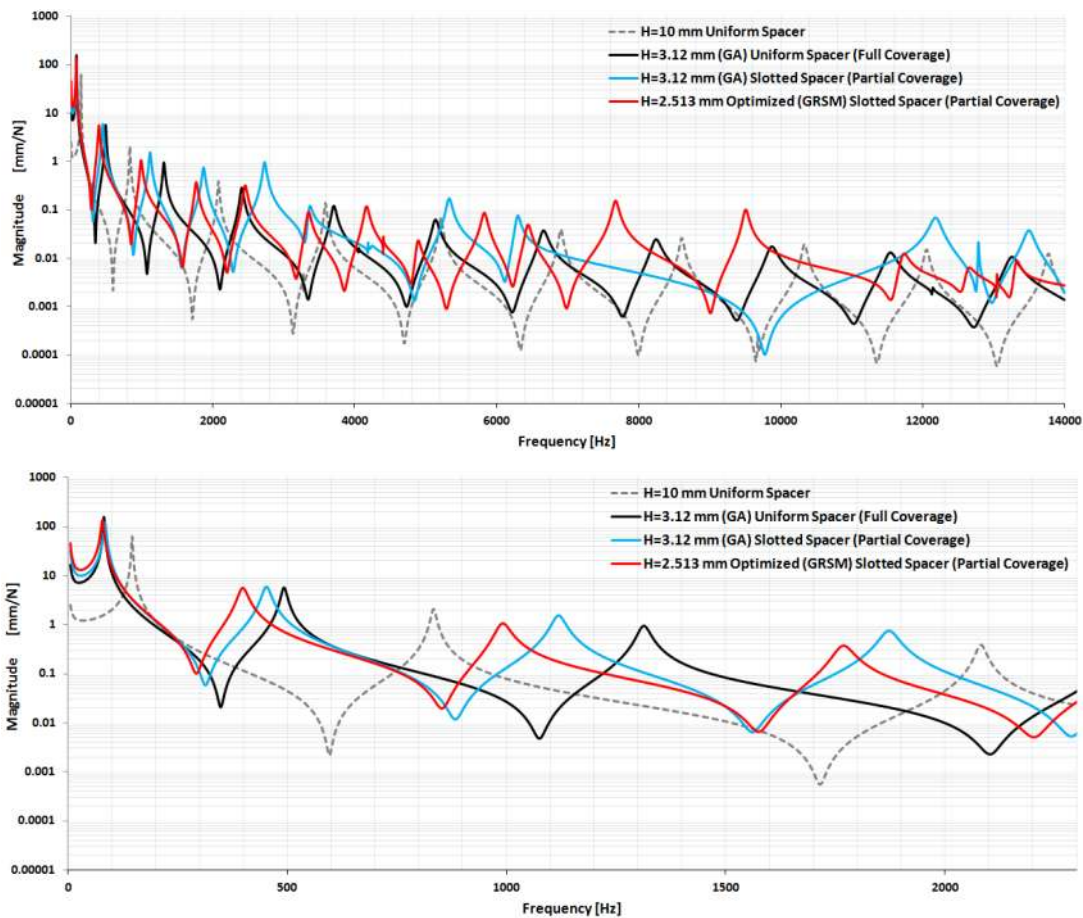 1000
100
10
1
0.1
0.01
0.001
0.0001
0.00001
Magnitude [mm/N]
H=10 mm Uniform Spacer
H=3.12 mm (GA) Uniform Spacer (Full Coverage)
H=3.12 mm (GA) Slotted Spacer (Partial Coverage)
H=2.513 mm Optimized (GRSM) Slotted Spacer (Partial Coverage)
0 2000 4000 6000 8000 10000 12000 14000
Frequency [Hz]
1000
100
10
1
0.1
0.01
0.001
0.0001
0.00001
Magnitude [mm/N]
H=10 mm Uniform Spacer
H=3.12 mm (GA) Uniform Spacer (Full Coverage)
H=3.12 mm (GA) Slotted Spacer (Partial Coverage)
H=2.513 mm Optimized (GRSM) Slotted Spacer (Partial Coverage)
0 500 1000 1500 2000
Frequency [Hz]